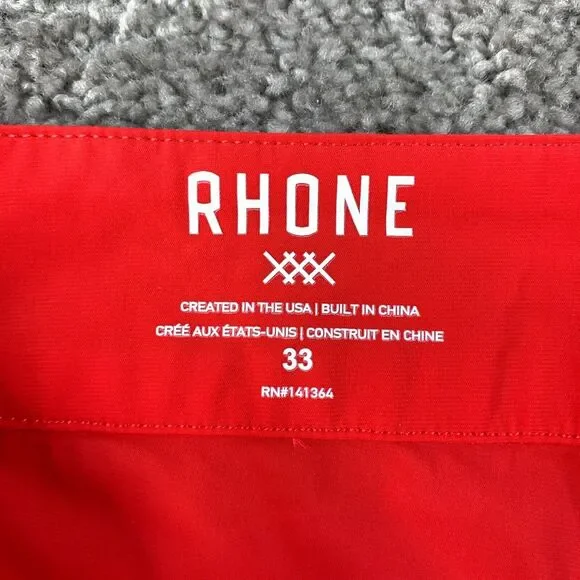 RHONE
CREATED IN THE USA | BUILT IN CHINA
CRÉÉ AUX ÉTATS-UNIS | CONSTRUIT EN CHINE
33
RN#141364